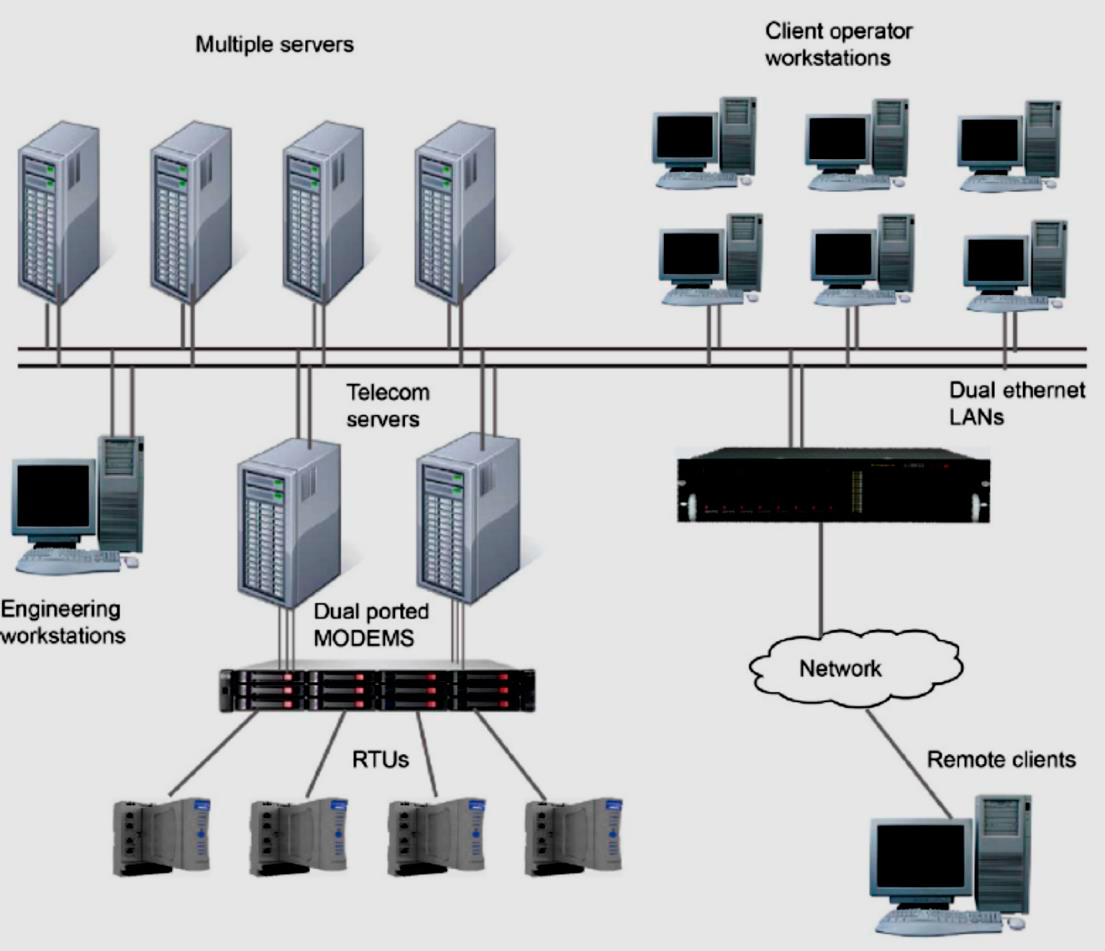 Multiple servers
Client operator
workstations
Telecom
servers
Dual ethernet
LANs
Engineering
workstations
Dual ported
MODEMS
Network
RTUs
Remote clients